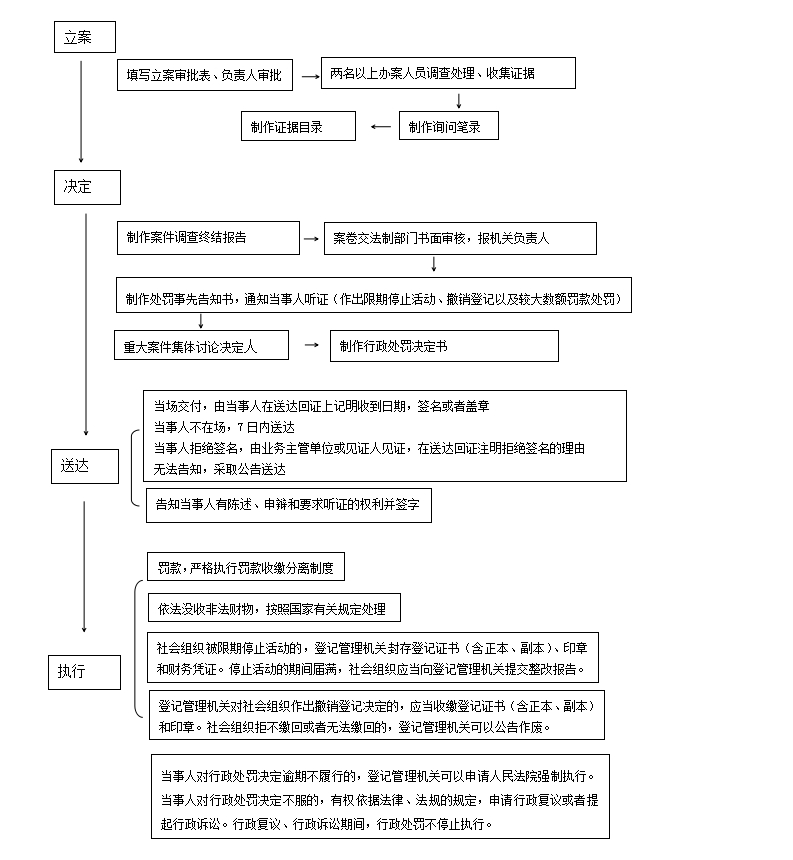 立案
填写立案审批表、负责人审批
两名以上办案人员调查处理、收集证据
制作证据目录
制作询问笔录
决定
制作案件调查终结报告
案卷交法制部门书面审核，报机关负责人
制作处罚事先告知书，通知当事人听证（作出限期停止活动、撤销登记以及较大数额罚款处罚）
重大案件集体讨论决定人
制作行政处罚决定书
当场交付，由当事人在送达回证上记明收到日期，签名或者盖章
当事人不在场，7日内送达
当事人拒绝签名，由业务主管单位或见证人见证，在送达回证注明拒绝签名的理由
无法告知，采取公告送达
送达
告知当事人有陈述、申辩和要求听证的权利并签字
罚款，严格执行罚款收缴分离制度
依法没收非法财物，按照国家有关规定处理
社会组织被限期停止活动的，登记管理机关封存登记证书（含正本、副本）、印章
和财务凭证。停止活动的期间届满，社会组织应当向登记管理机关提交整改报告。
执行
登记管理机关对社会组织作出撤销登记决定的，应当收缴登记证书（含正本、副本）
和印章。社会组织拒不缴回或者无法缴回的，登记管理机关可以公告作废。
当事人对行政处罚决定逾期不履行的，登记管理机关可以申请人民法院强制执行。
当事人对行政处罚决定不服的，有权依据法律、法规的规定，申请行政复议或者提
起行政诉讼。行政复议、行政诉讼期间，行政处罚不停止执行。